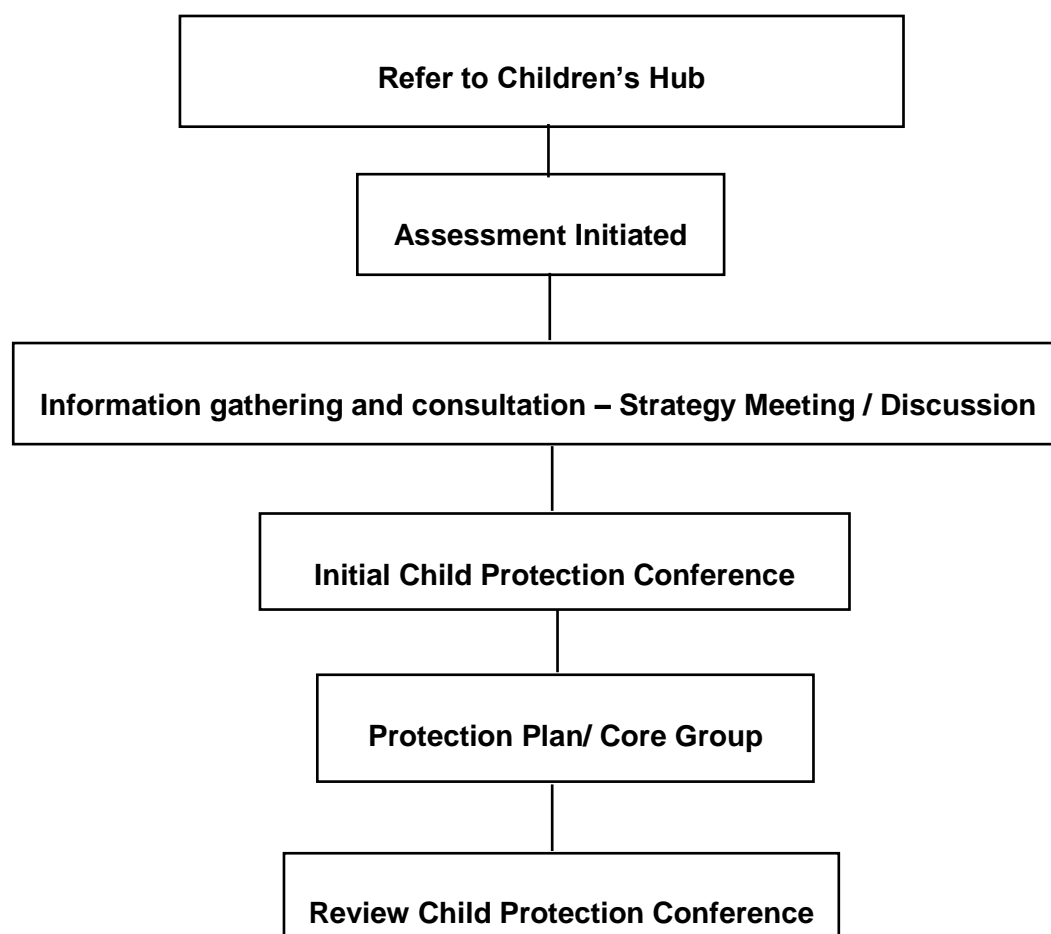 Refer to Children’s Hub
Assessment Initiated
Information gathering and consultation – Strategy Meeting / Discussion
Initial Child Protection Conference
Protection Plan/ Core Group
Review Child Protection Conference